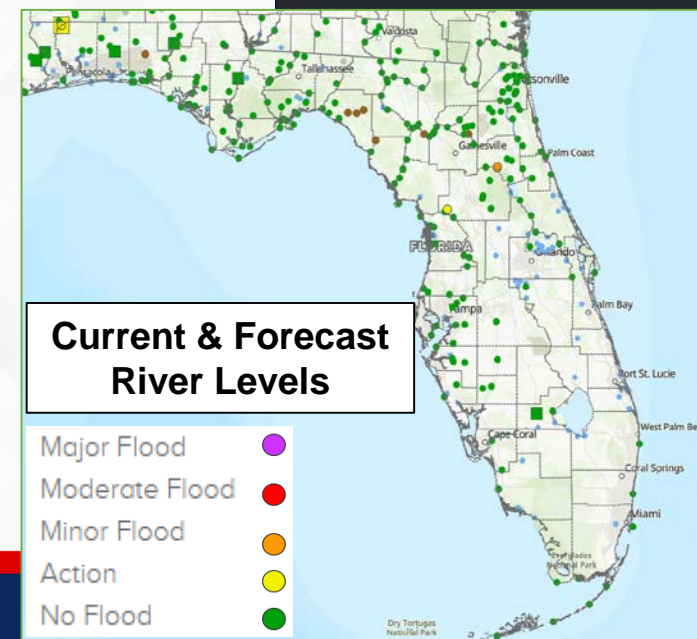 Valdosta
Pensacola
Tallahassee
Gainesville
Palm Coast
FLORIDA
Orlando
Tampa
Palm Bay
Current & Forecast
River Levels
Port St. Lucie
Major Flood
Moderate Flood
Minor Flood
Action
No Flood
Cape Coral
West Palm Be
Coral Springs
Miami
National Park
Dry Tortugas
National Park